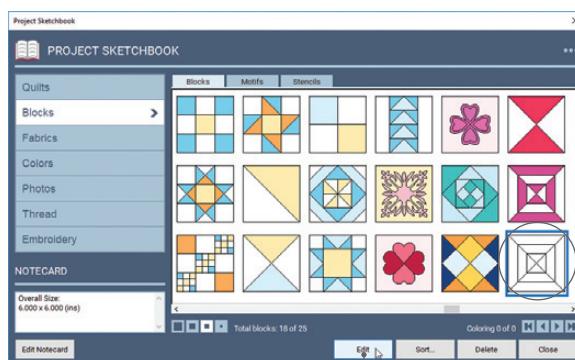 Project Sketchbook
PROJECT SKETCHBOOK
Quilts
Blocks
Fabrics
Colors
Photos
Thread
Embroidery
NOTECARD
Overall Size:
6.000 x 6.000 (ins)
Edit Notecard
Blocks Motifs Stencils
Total blocks: 18 of 25 Coloring 0 of 0
Edit Sort... Delete Close